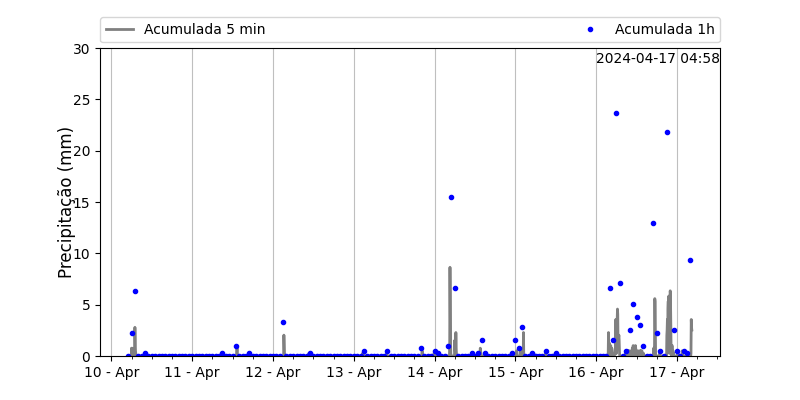 Acumulada 5 min
Acumulada 1h
2024-04-17 04:58
Precipitação (mm)
30
25
20
15
10
5
0
10 - Apr
11 - Apr
12 - Apr
13 - Apr
14 - Apr
15 - Apr
16 - Apr
17 - Apr